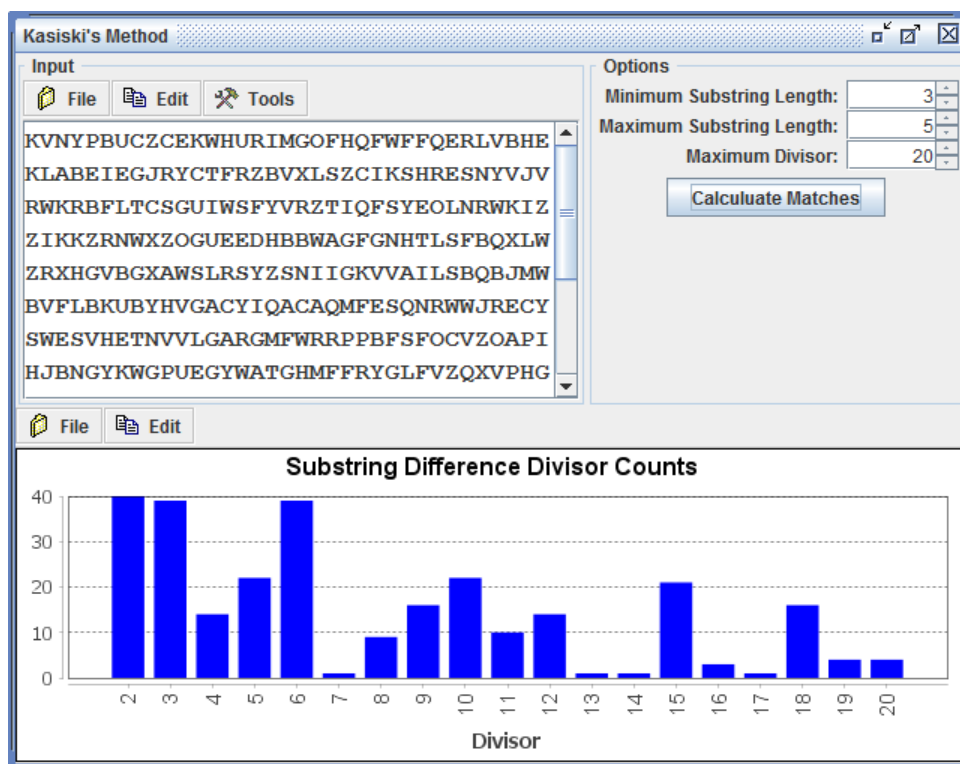 Kasiski's Method
Input
File Edit Tools
KVNYPBUCZCEKWHURIMGOFHQFWFFQERLVBHE
KLABEIEGJRYCTFRZBVXLSZCIKSHRESNYVJV
RWKRBFLTCSGUIWSFYVRZTIQFSYEOLNRWKIZ
ZIKKZRNWXZOGUEEDHBBWAGFGNHTLSFBQXLW
ZRXHGVBGXAWSLRSYZSNIIGKVVAILSBQBJMW
BVFLBKUBYHVGACYIQACAQMFESQNRWWJRECY
SWESVHETNVVLGARGMFWRRPPBFSFOCVZOAPI
HJBNGYKWGPUEGYWATGHMFFRYGLFVZQXVPHG
Options
Minimum Substring Length: 3
Maximum Substring Length: 5
Maximum Divisor: 20
Calculuate Matches
File Edit
Substring Difference Divisor Counts
40
30
20
10
0
2 3 4 5 6 7 8 9 10 11 12 13 14 15 16 17 18 19 20
Divisor